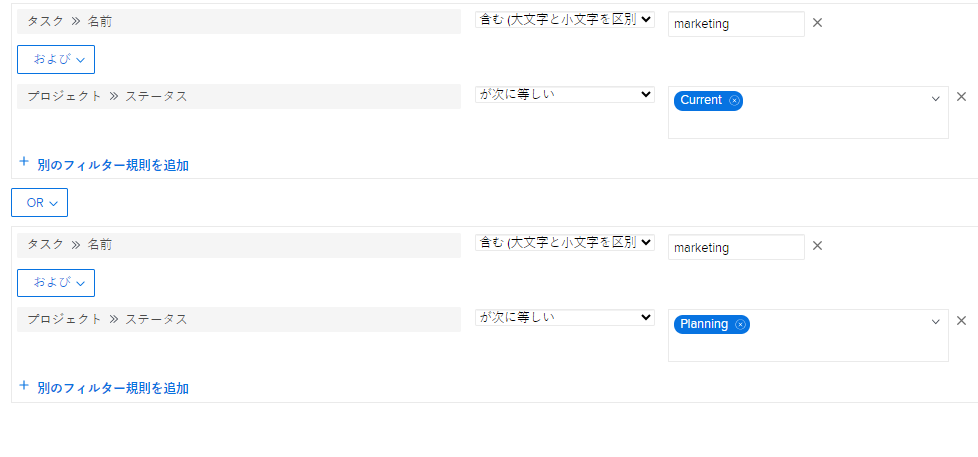 タスク >> 名前 含む (大文字と小文字を区別 marketing
および
プロジェクト >> ステータス が次に等しい Current
+ 別のフィルター規則を追加
OR
タスク >> 名前 含む (大文字と小文字を区別 marketing
および
プロジェクト >> ステータス が次に等しい Planning
+ 別のフィルター規則を追加